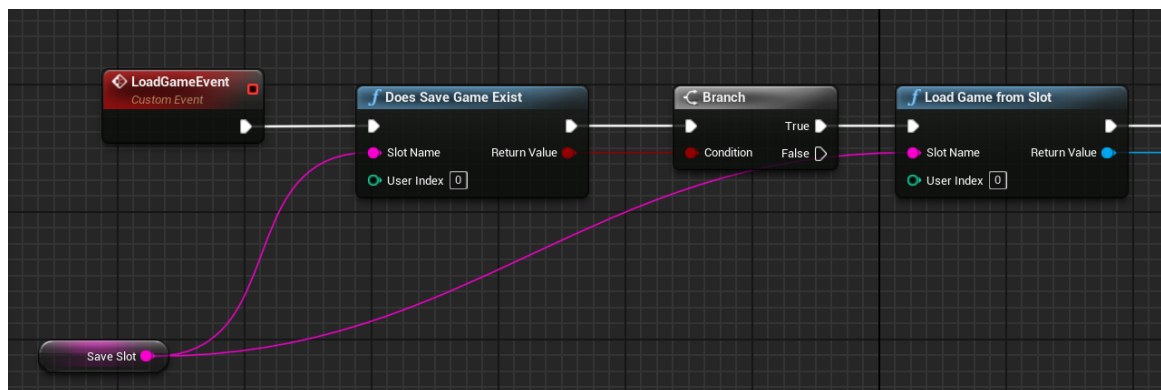 LoadGameEvent
Custom Event
Does Save Game Exist
Slot Name
Return Value
User Index 0
Branch
True
Condition
False
Load Game from Slot
Slot Name
Return Value
User Index 0
Save Slot